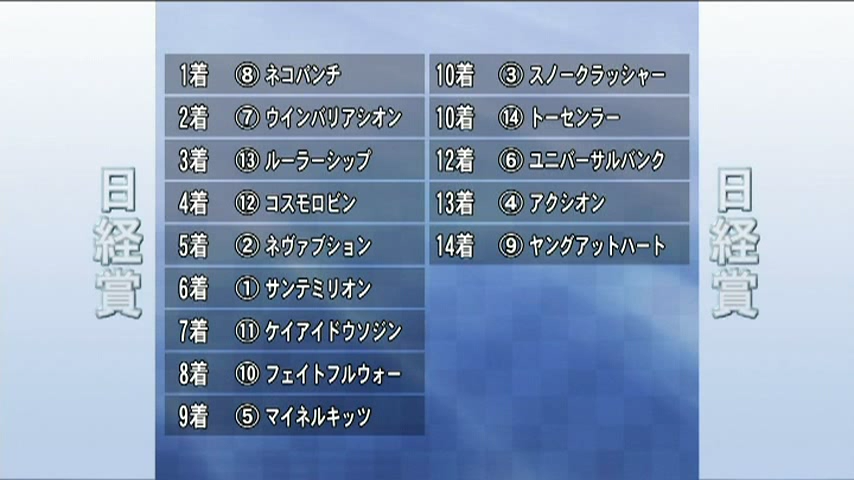 日経賞
1着 ⑧ ネコパンチ
2着 ⑦ ウインバリアシオン
3着 ⑬ ルーラーシップ
4着 ⑫ コスモロビン
5着 ② ネヴァブション
6着 ① サンテミリオン
7着 ⑪ ケイアイドウソジン
8着 ⑩ フェイトフルウォー
9着 ⑤ マイネルキッツ
10着 ③ スノークラッシャー
10着 ⑭ トーセンラー
12着 ⑥ ユニバーサルバンク
13着 ④ アクシオン
14着 ⑨ ヤングアットハート
日経賞